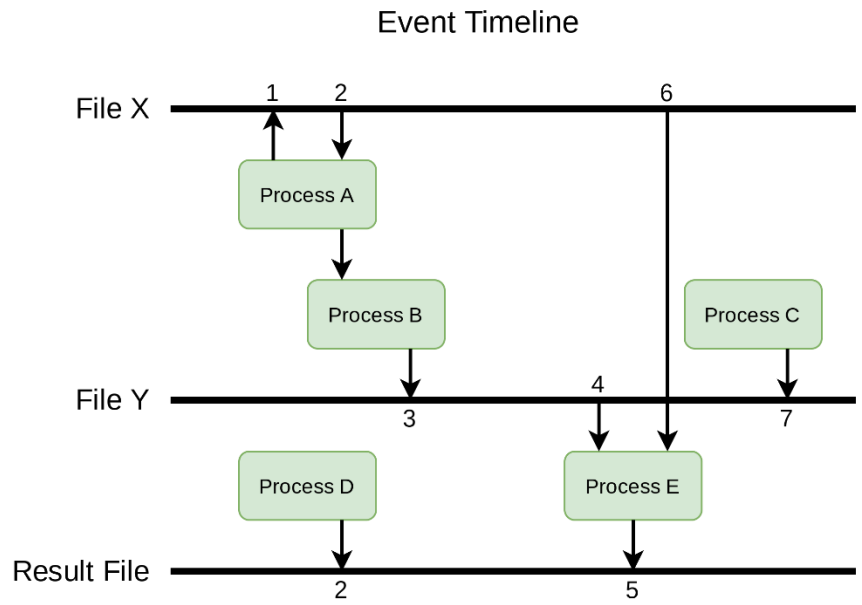 Event Timeline
1 2 6
File X
Process A
Process B
Process C
4
File Y
3 7
Process D
Process E
Result File
2 5